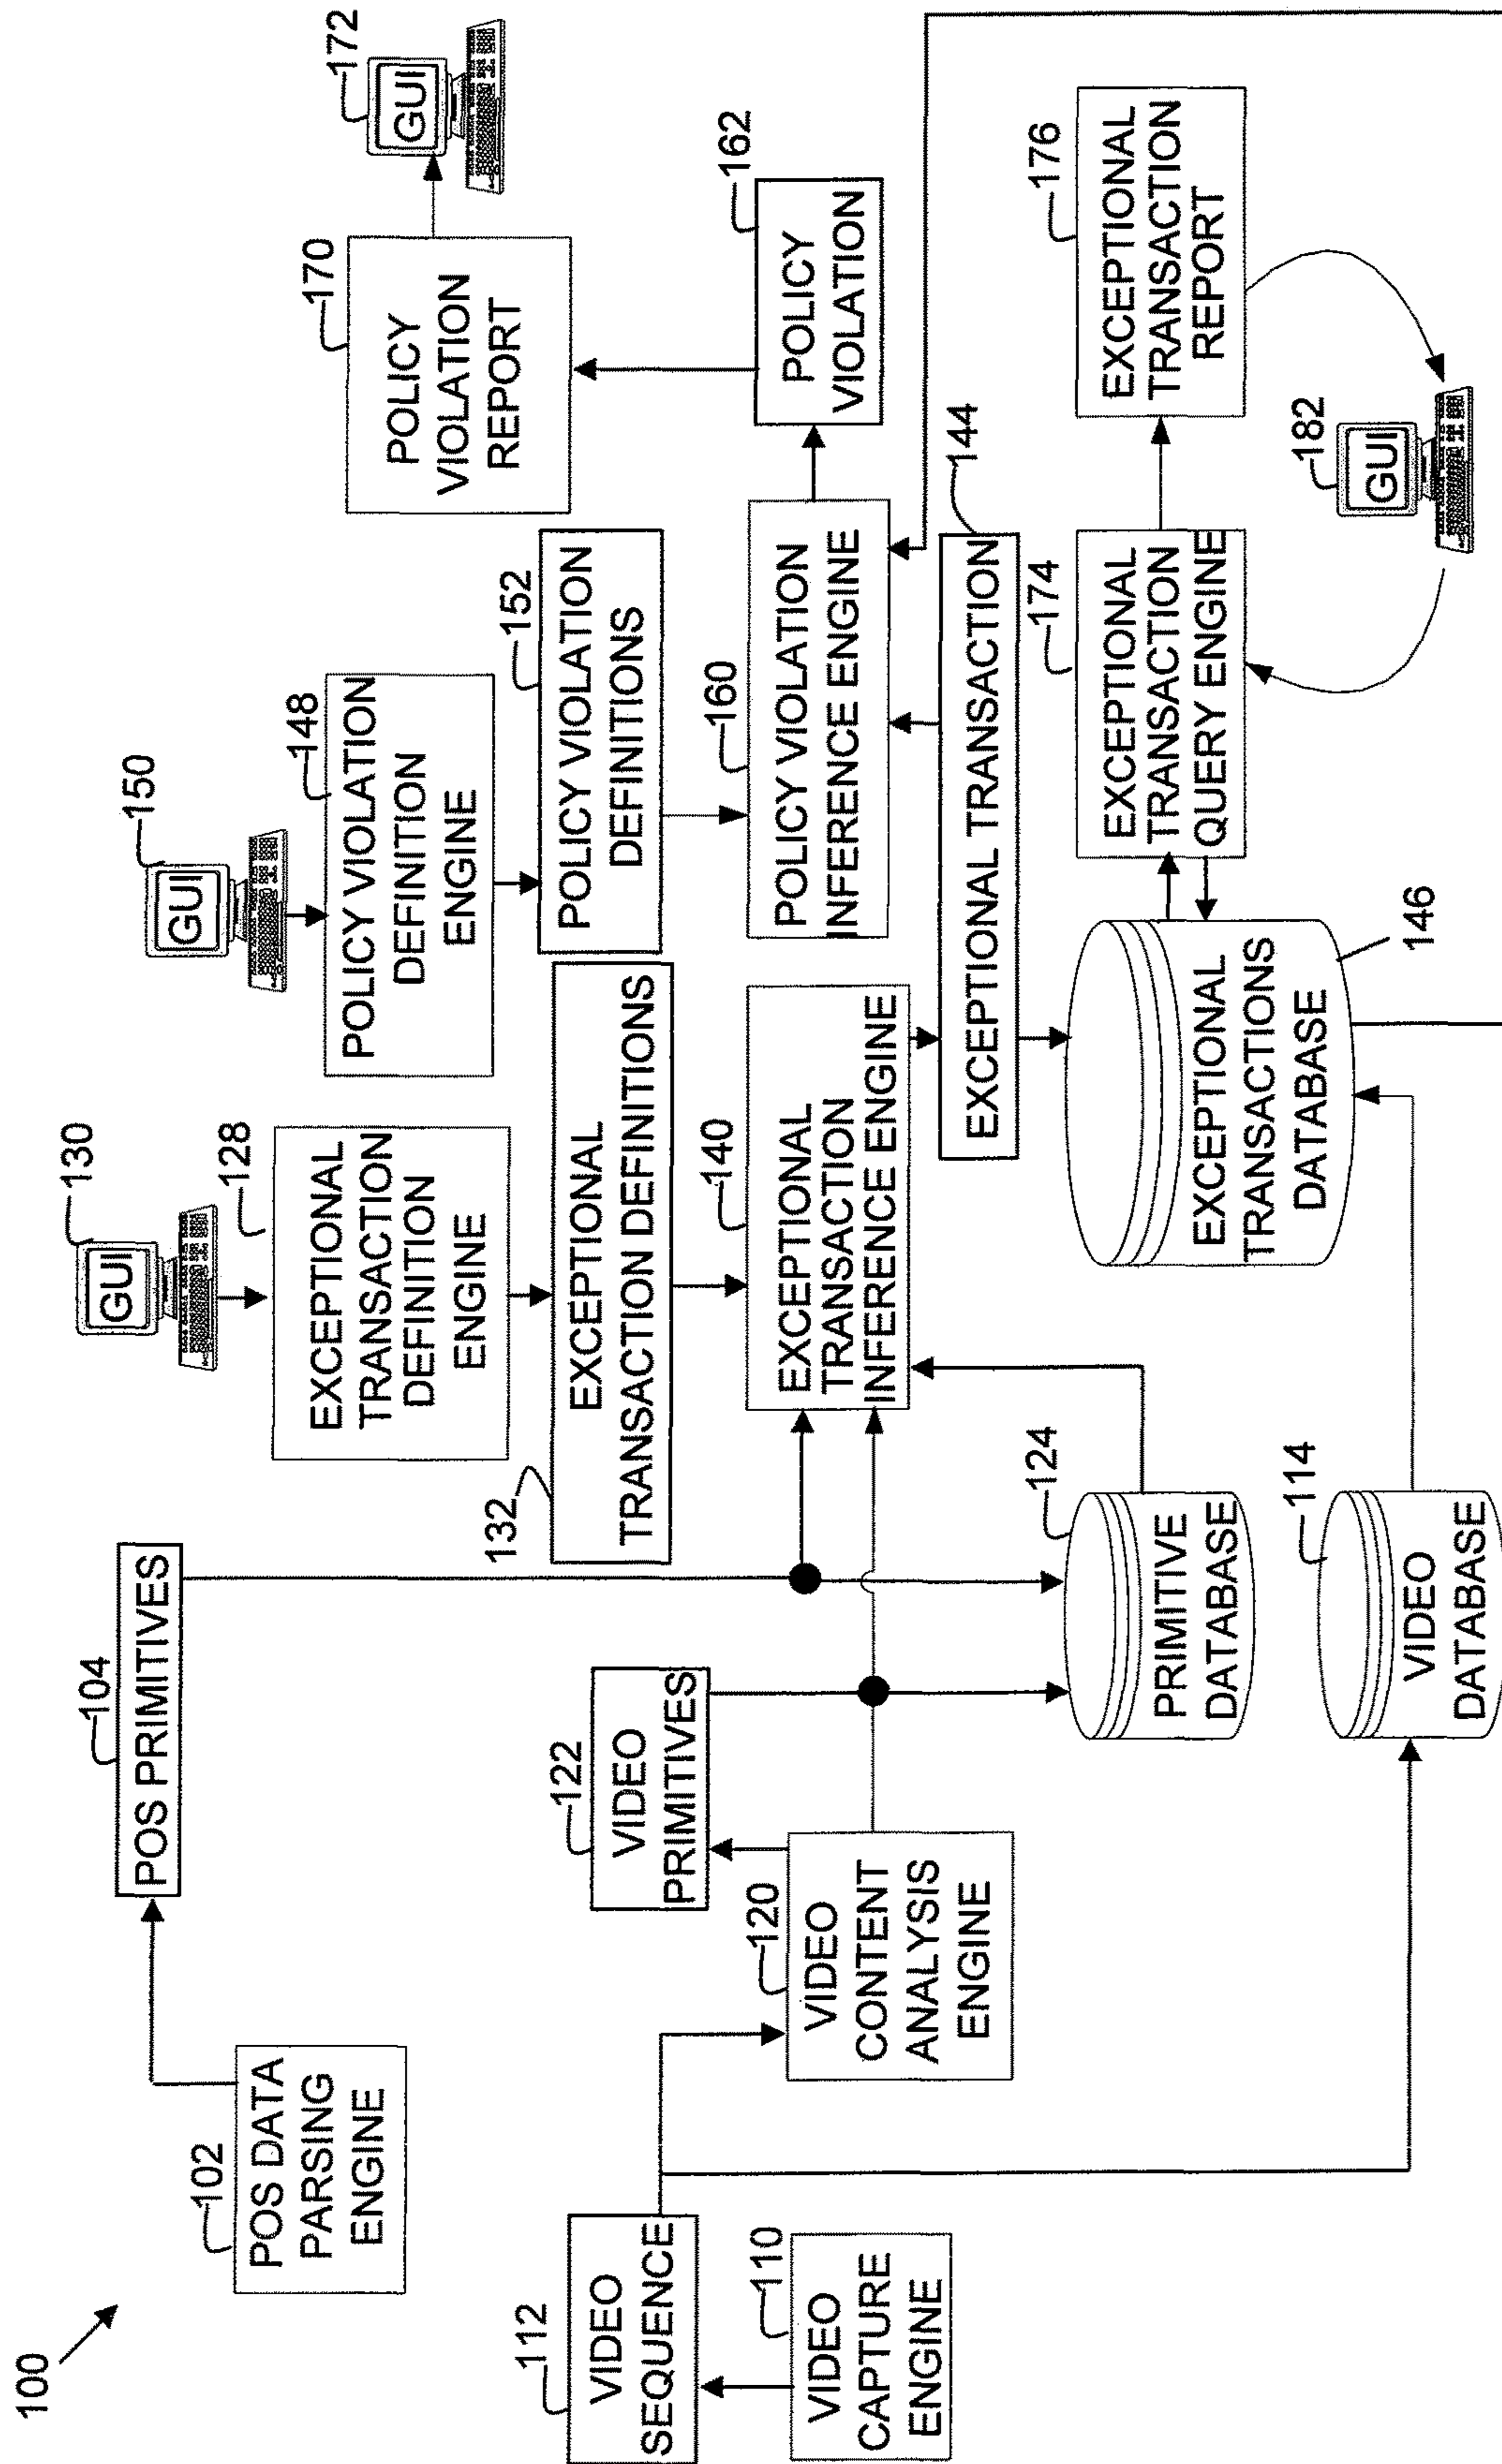 100
102
POS DATA
PARSING
ENGINE
104
POS PRIMITIVES
112
VIDEO
SEQUENCE
110
VIDEO
CAPTURE
ENGINE
122
VIDEO
PRIMITIVES
120
VIDEO
CONTENT
ANALYSIS
ENGINE
124
PRIMITIVE
DATABASE
114
VIDEO
DATABASE
130
GUI
128
EXCEPTIONAL
TRANSACTION
DEFINITION
ENGINE
132
EXCEPTIONAL
TRANSACTION DEFINITIONS
140
EXCEPTIONAL
TRANSACTION
INFERENCE ENGINE
150
GUI
148
POLICY VIOLATION
DEFINITION
ENGINE
152
POLICY VIOLATION
DEFINITIONS
160
POLICY VIOLATION
INFERENCE ENGINE
144
EXCEPTIONAL TRANSACTION
146
EXCEPTIONAL
TRANSACTIONS
DATABASE
162
POLICY
VIOLATION
170
POLICY
VIOLATION
REPORT
172
GUI
174
EXCEPTIONAL
TRANSACTION
QUERY ENGINE
176
EXCEPTIONAL
TRANSACTION
REPORT
182
GUI